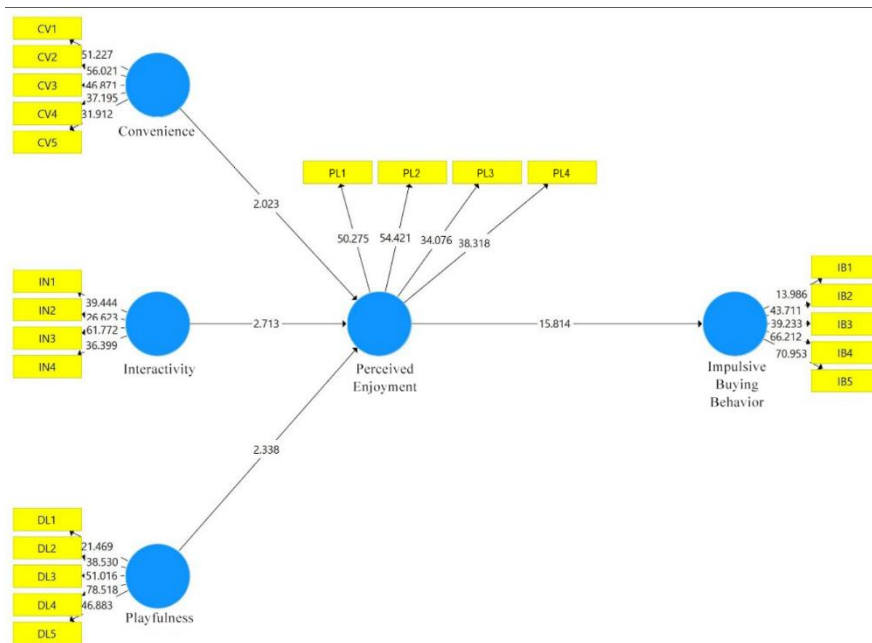 CV1
CV2
CV3
CV4
CV5
51.227
56.021
46.871
37.195
31.912
Convenience
2.023
PL1 PL2 PL3 PL4
50.275 54.421 34.076 38.318
IN1
IN2
IN3
IN4
39.444
26.623
61.772
36.399
Interactivity
2.713
Perceived
Enjoyment
15.814
IB1
IB2
IB3
IB4
IB5
13.986
43.711
39.233
66.212
70.953
Impulsive
Buying
Behavior
2.338
DL1
DL2
DL3
DL4
DL5
21.469
38.530
51.016
78.518
46.883
Playfulness